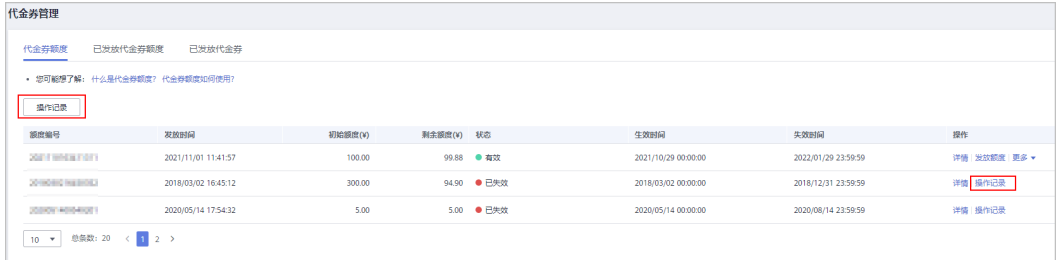 代金券管理
代金券额度 已发放代金券额度 已发放代金券
• 您可能想了解： 什么是代金券额度？ 代金券额度如何使用？
操作记录
额度编号 发放时间 初始额度(¥) 剩余额度(¥) 状态 生效时间 失效时间 操作
2021/11/01 11:41:57 100.00 99.88 有效 2021/10/29 00:00:00 2022/01/29 23:59:59 详情 发放额度 更多
2018/03/02 16:45:12 300.00 94.90 已失效 2018/03/02 00:00:00 2018/12/31 23:59:59 详情 操作记录
2020/05/14 17:54:32 5.00 5.00 已失效 2020/05/14 00:00:00 2020/08/14 23:59:59 详情 操作记录
10 总条数: 20 < 1 2 >